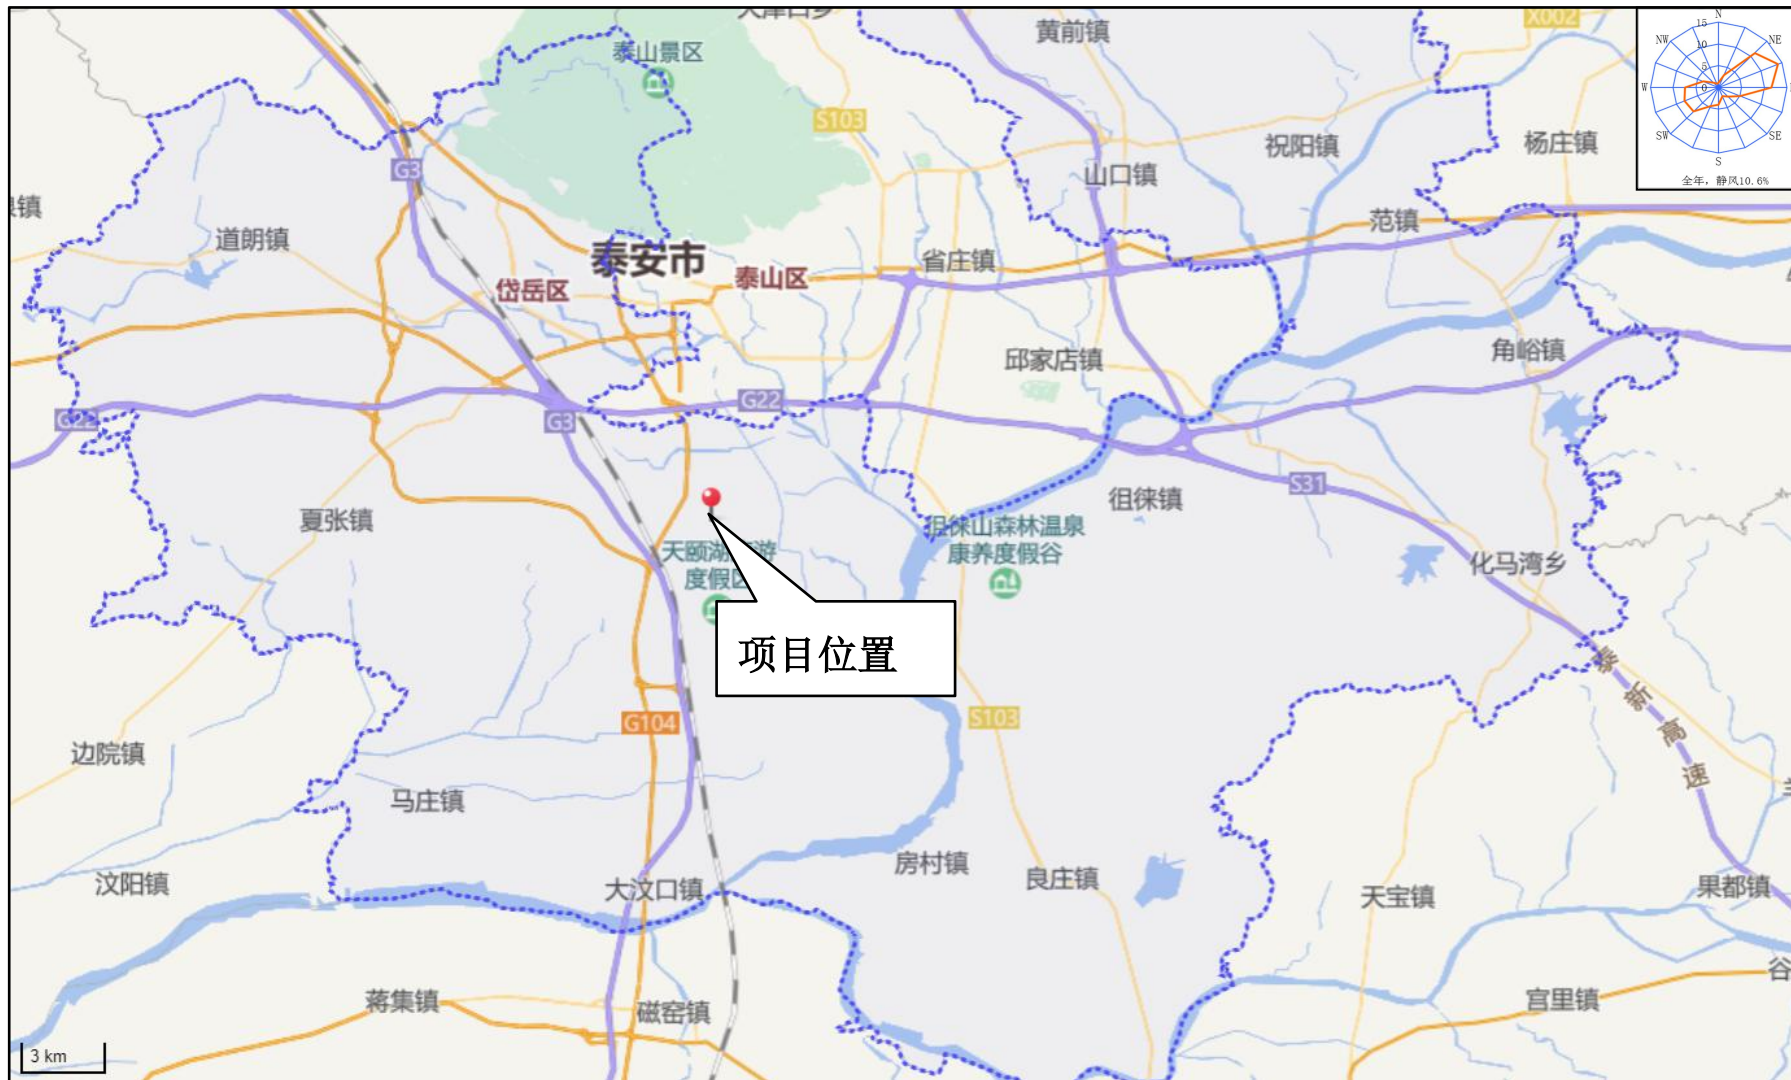 黄前镇
X002
泰山景区
S103
G3
祝阳镇
杨庄镇
山口镇
道朗镇
范镇
泰安市
省庄镇
泰山区
岱岳区
邱家店镇
角峪镇
G22
G22
G3
S31
徂徕镇
夏张镇
徂徕山森林温泉
康养度假谷
天颐湖旅游
度假区
化马湾乡
项目位置
泰新高速
S103
G104
边院镇
马庄镇
房村镇
良庄镇
汶阳镇
大汶口镇
天宝镇
果都镇
蒋集镇
磁窑镇
宫里镇
3 km
N
15
10
5
0
NW
NE
W
SW
SE
S
全年，静风10.6%